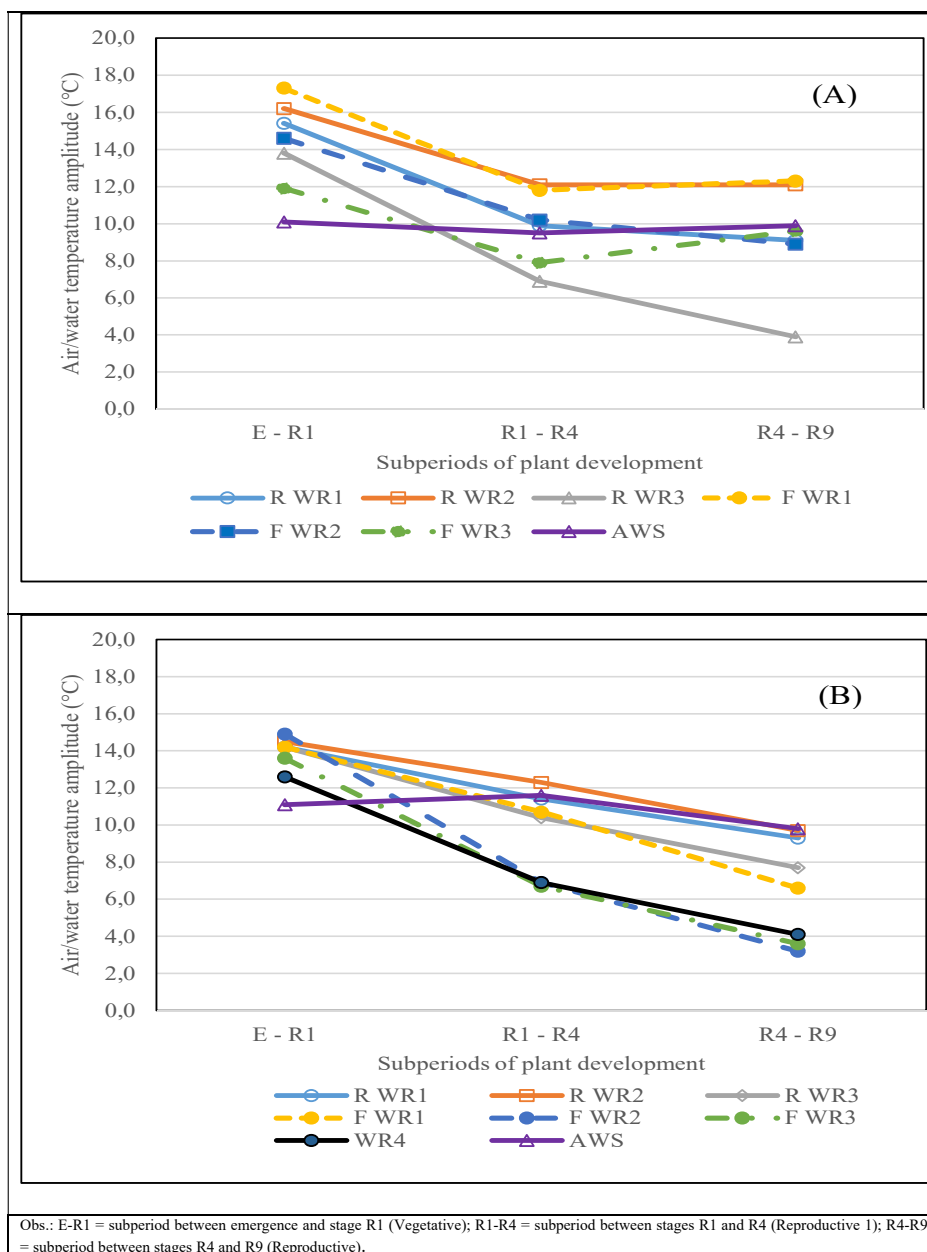 20,0
(A)
18,0
16,0
14,0
12,0
10,0
8,0
6,0
4,0
2,0
0,0
Air/water temperature amplitude (°C)
E - R1 R1 - R4 R4 - R9
Subperiods of plant development
R WR1 R WR2 R WR3 F WR1
F WR2 F WR3 AWS
20,0
(B)
18,0
16,0
14,0
12,0
10,0
8,0
6,0
4,0
2,0
0,0
Air/water temperature amplitude (°C)
E - R1 R1 - R4 R4 - R9
Subperiods of plant development
R WR1 R WR2 R WR3
F WR1 F WR2 F WR3
WR4 AWS
Obs.: E-R1 = subperiod between emergence and stage R1 (Vegetative); R1-R4 = subperiod between stages R1 and R4 (Reproductive 1); R4-R9
= subperiod between stages R4 and R9 (Reproductive).